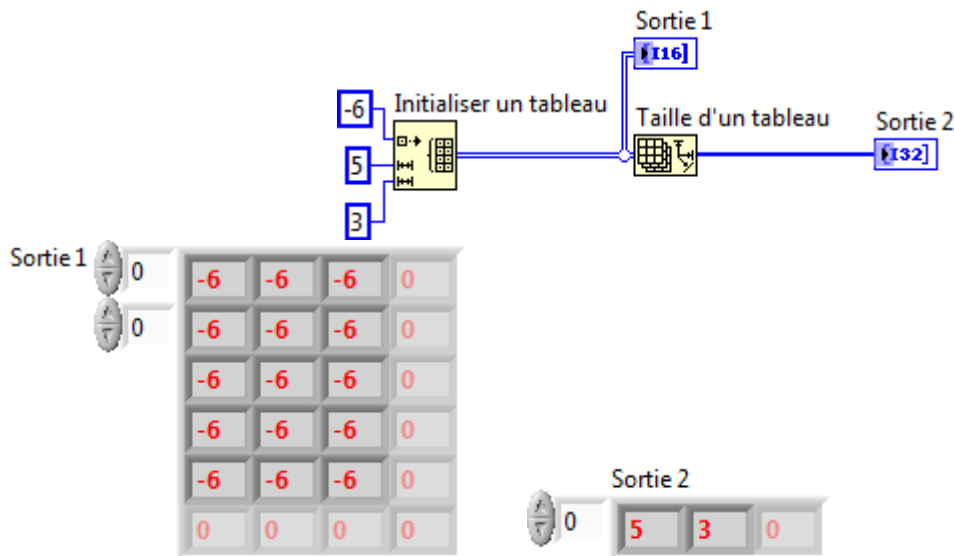 Sortie 1
[I16]
-6 Initialiser un tableau
Taille d'un tableau
Sortie 2
5
[I32]
3
Sortie 1 0 -6 -6 -6 0
0 -6 -6 -6 0
-6 -6 -6 0
-6 -6 -6 0
-6 -6 -6 0
0 0 0 0
Sortie 2
0 5 3 0